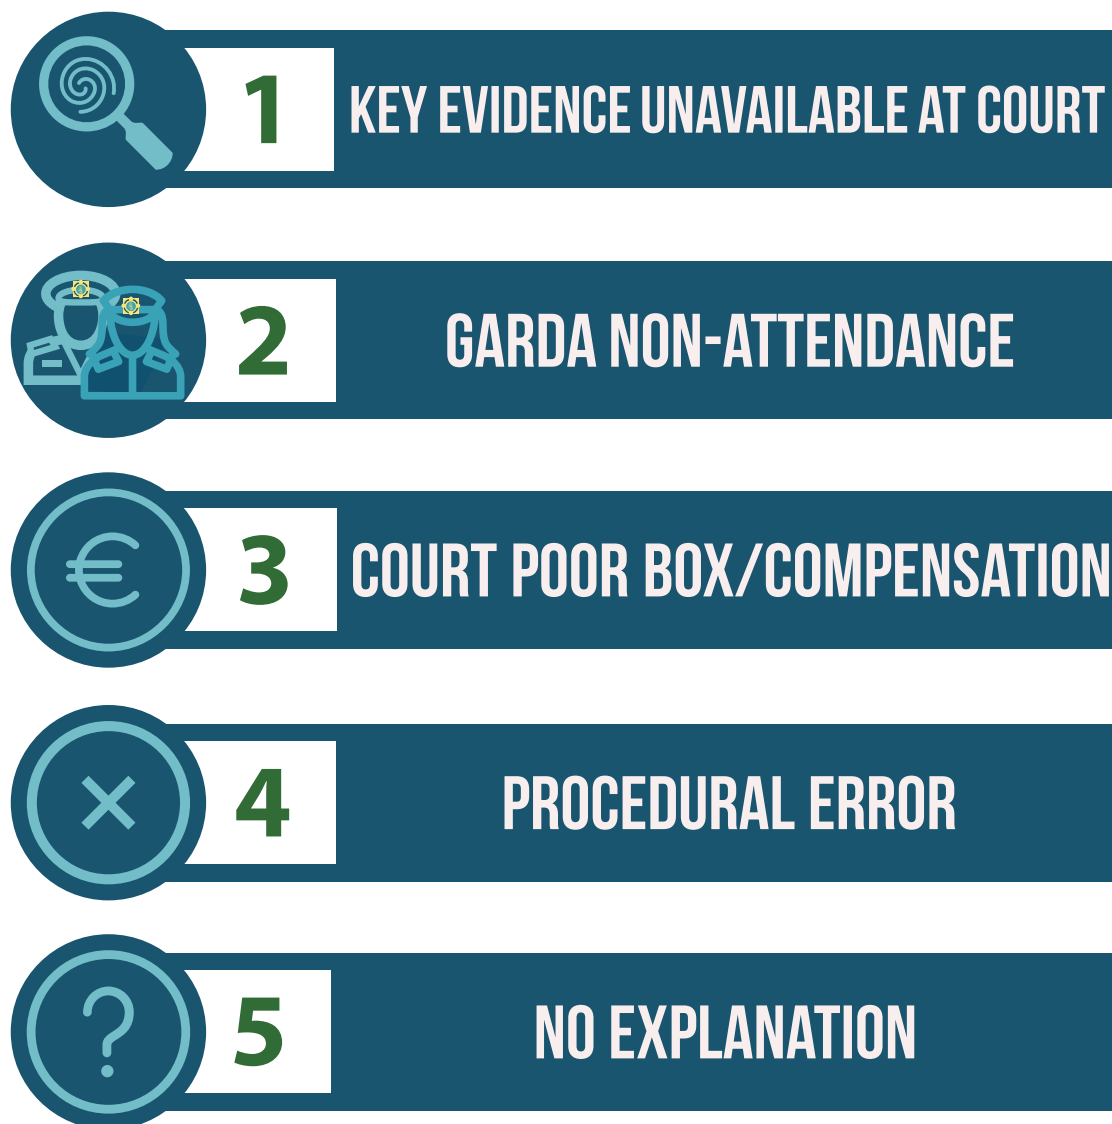 1 KEY EVIDENCE UNAVAILABLE AT COURT
2 GARDA NON-ATTENDANCE
3 COURT POOR BOX/COMPENSATION
4 PROCEDURAL ERROR
5 NO EXPLANATION